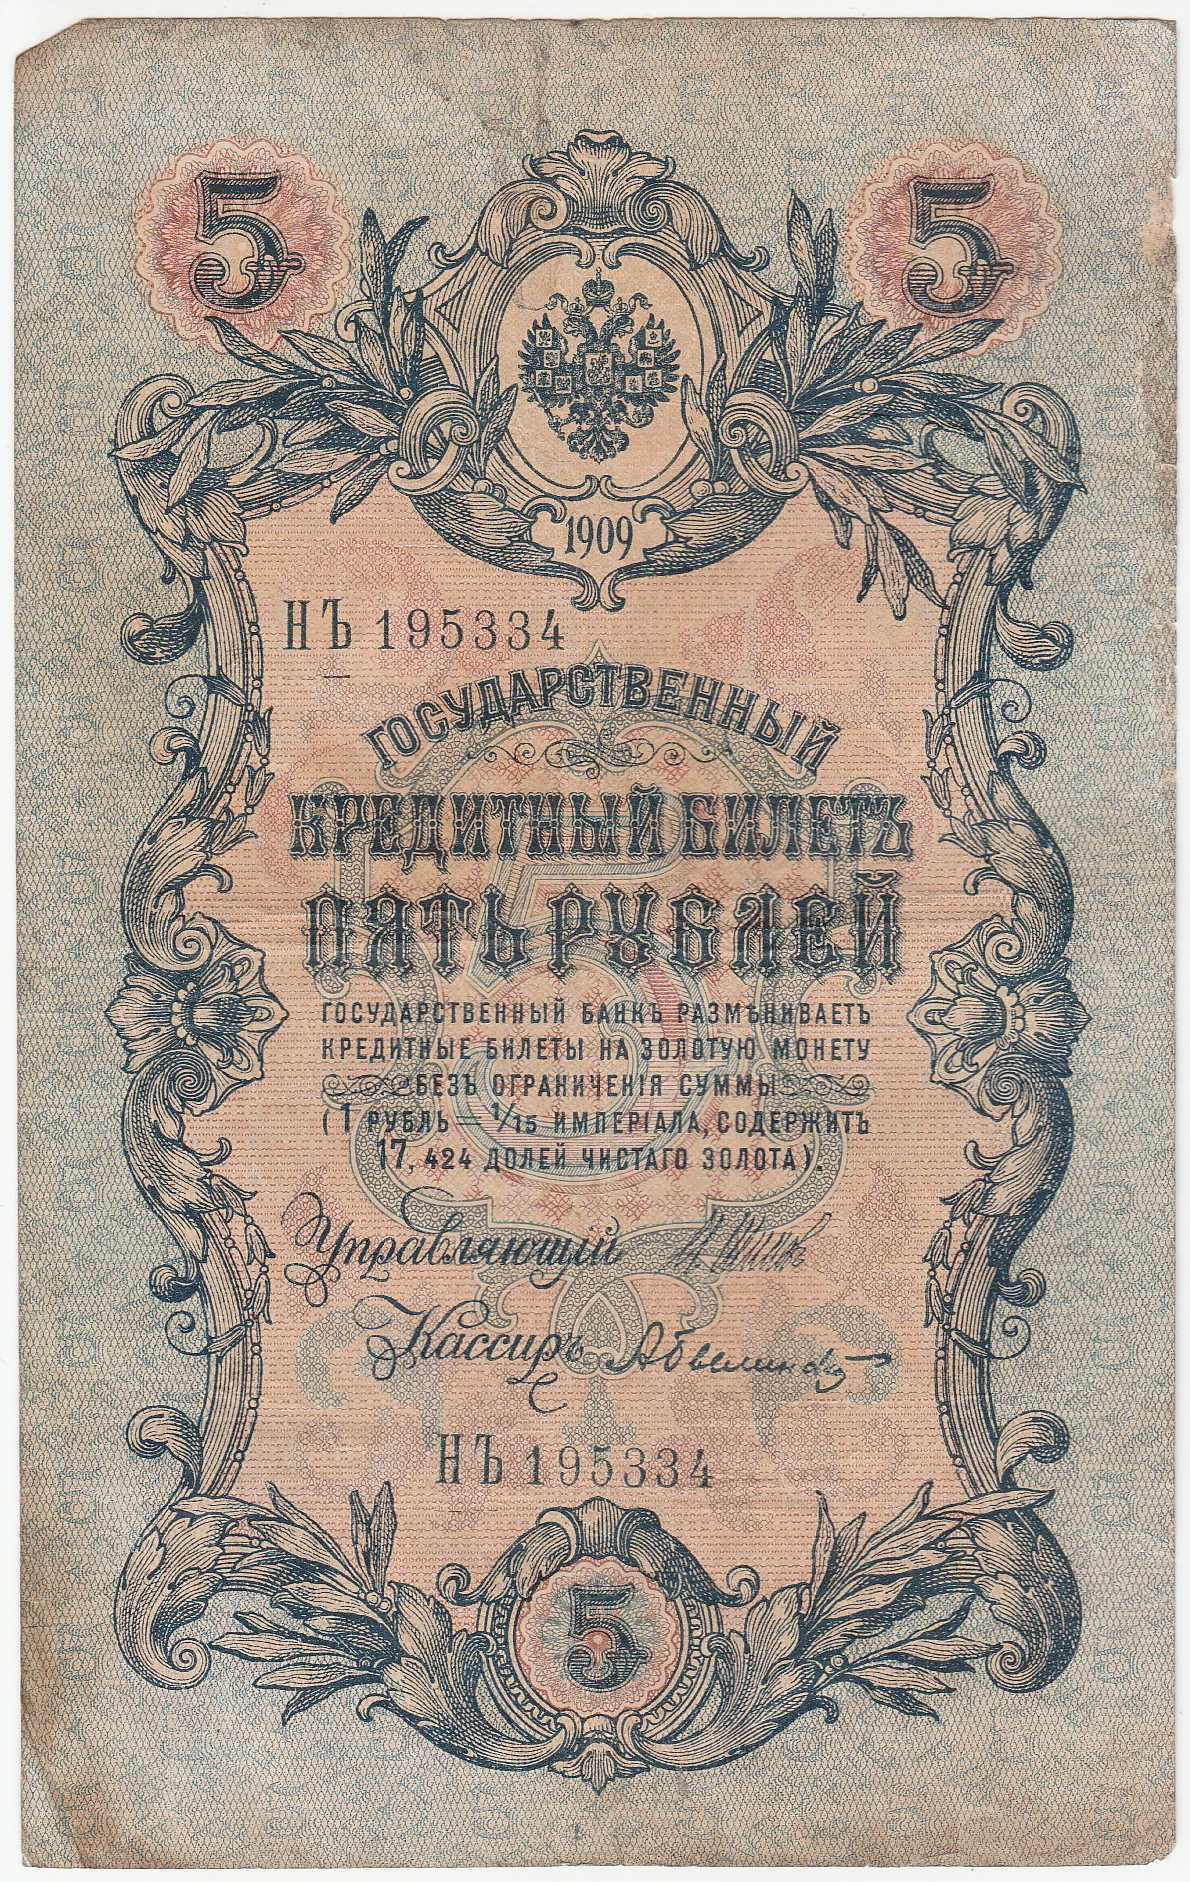 5 5
1909
НЪ 195334
ГОСУДАРСТВЕННЫЙ
КРЕДИТНЫЙ БИЛЕТЪ
ПЯТЬ РУБЛЕЙ
ГОСУДАРСТВЕННЫЙ БАНКЪ РАЗМѢНИВАЕТЪ
КРЕДИТНЫЕ БИЛЕТЫ НА ЗОЛОТУЮ МОНЕТУ
БЕЗЪ ОГРАНИЧЕНІЯ СУММЫ
(1 РУБЛЬ — 1/15 ИМПЕРІАЛА, СОДЕРЖИТЪ
17,424 ДОЛЕЙ ЧИСТАГО ЗОЛОТА).
Управляющій
Кассиръ
НЪ 195334
5